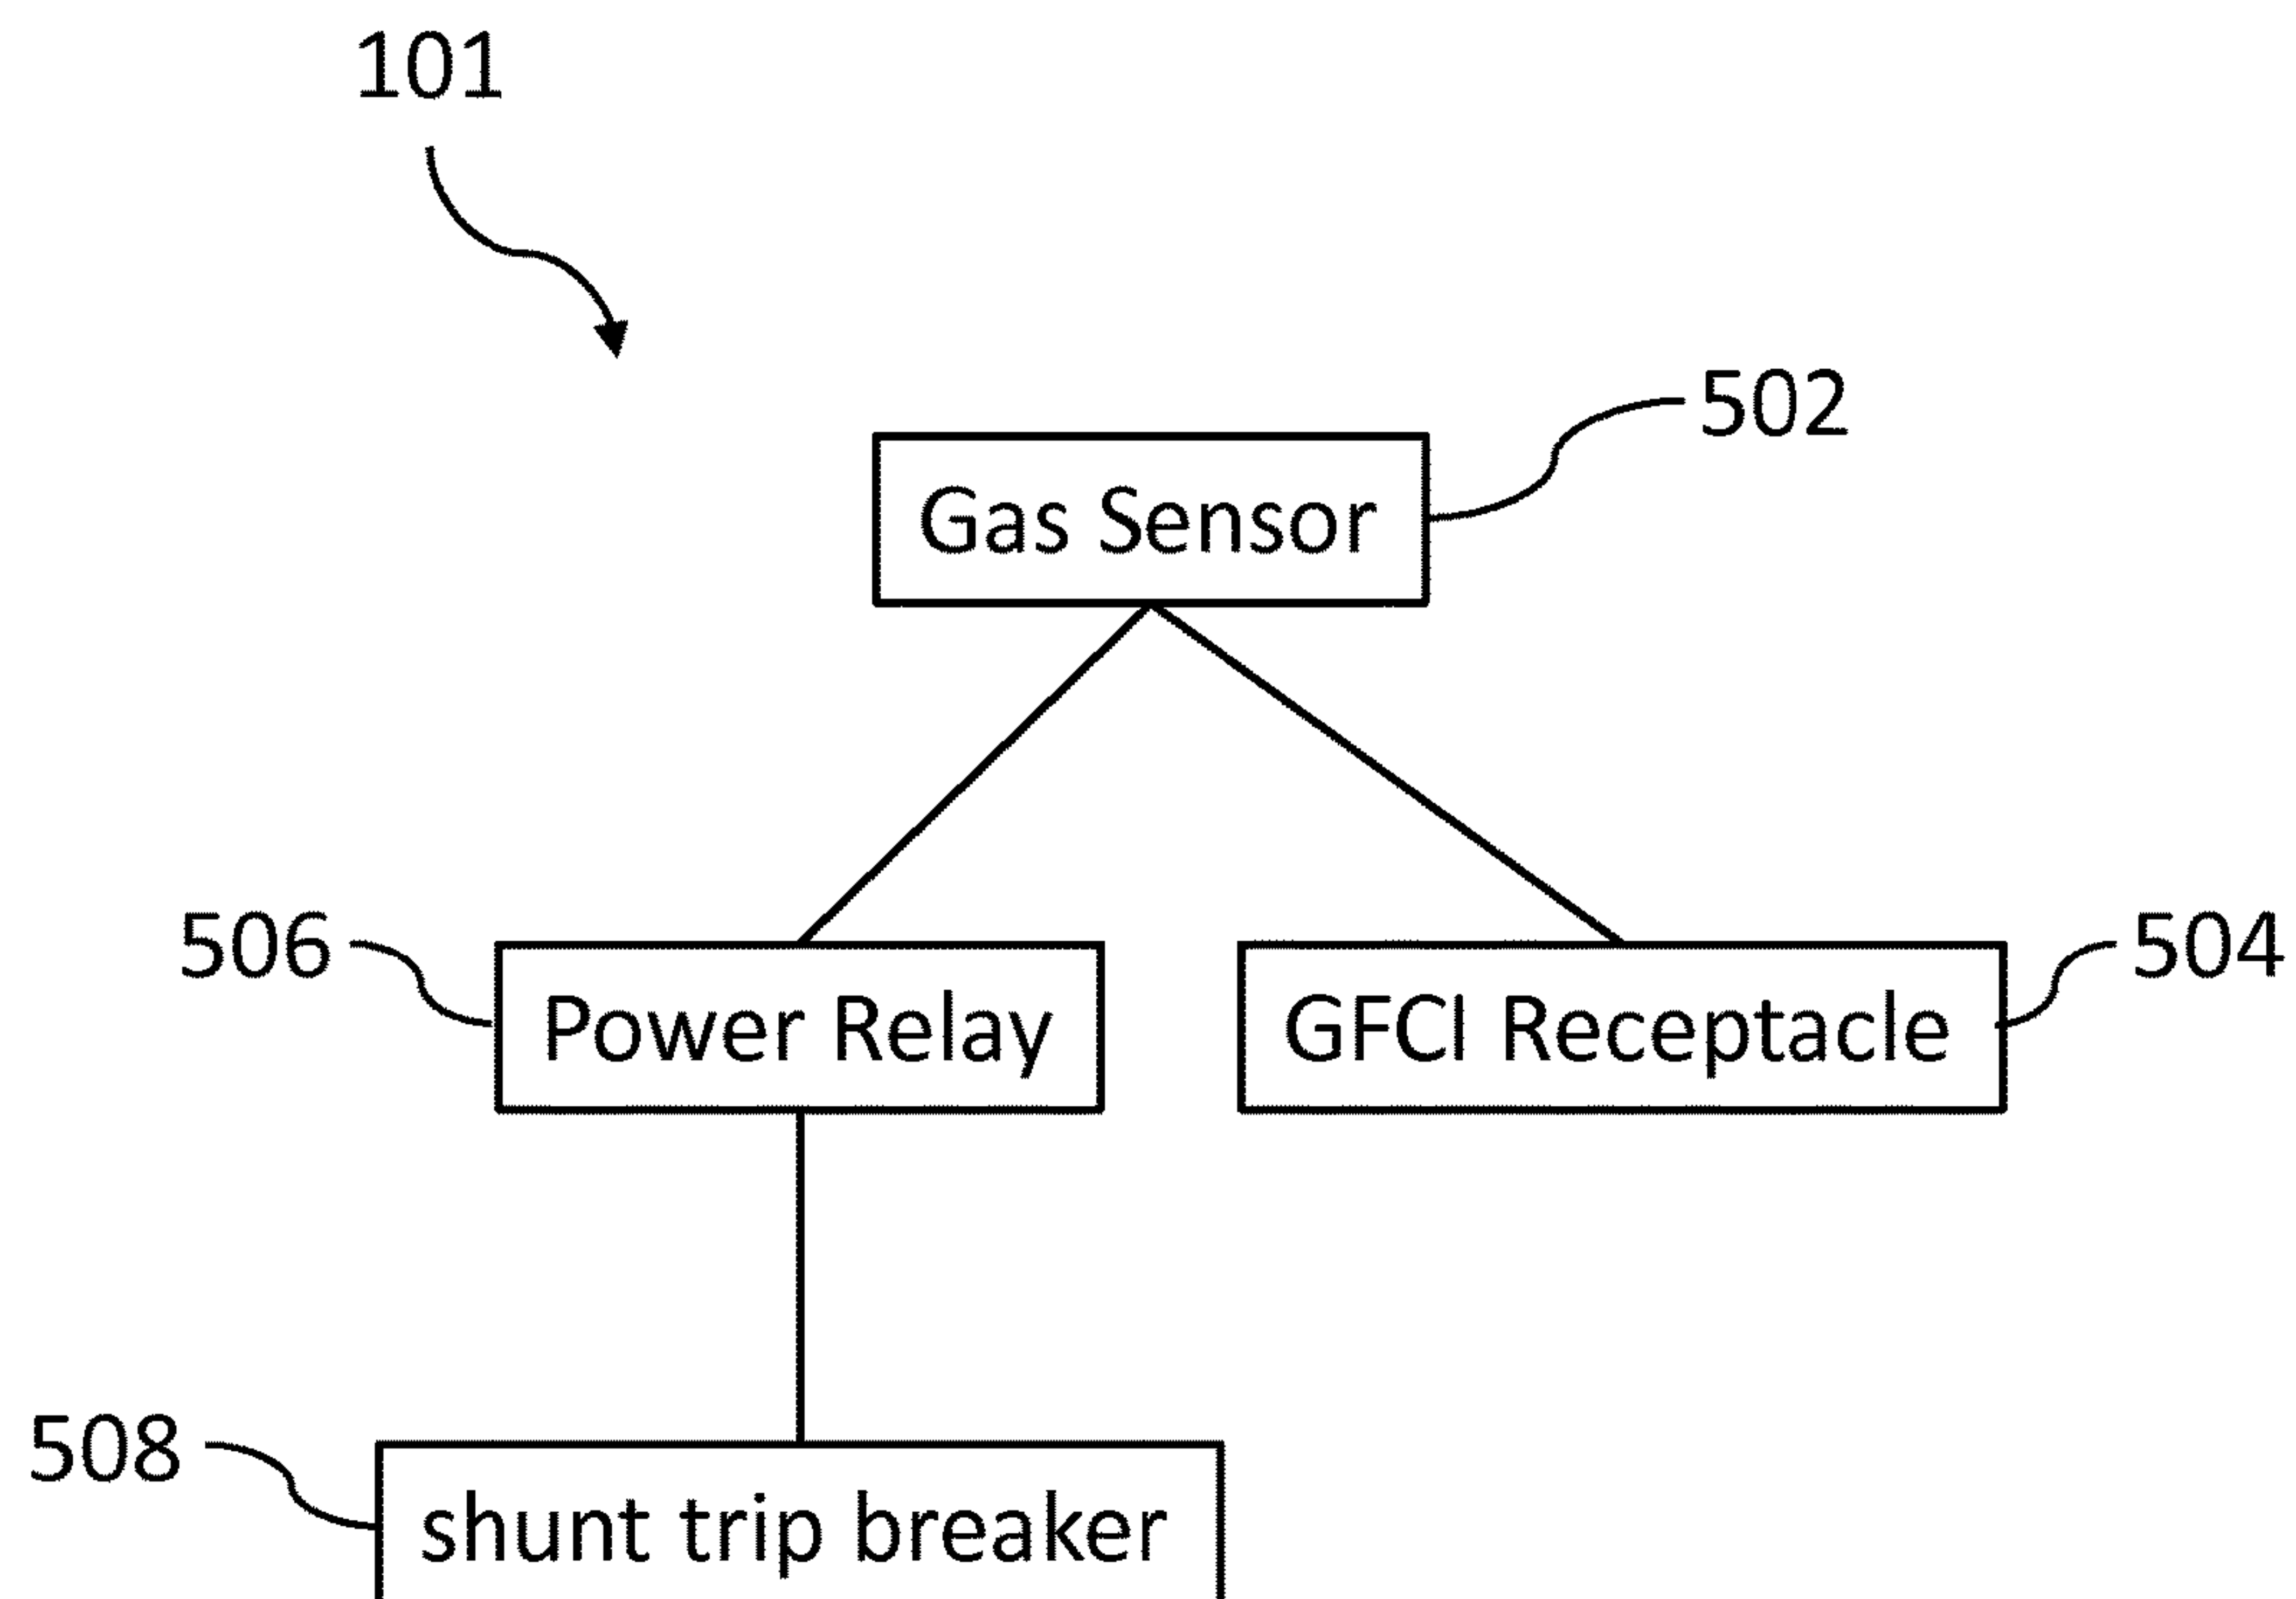 101
502
Gas Sensor
506
504
Power Relay
GFCI Receptacle
508
shunt trip breaker